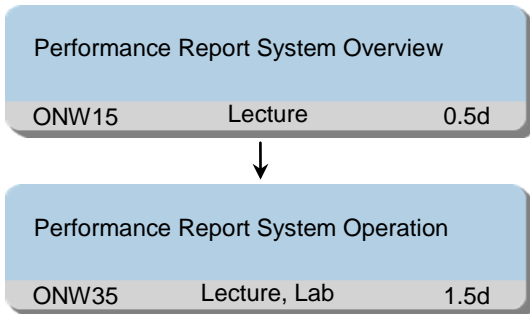 Performance Report System Overview
ONW15 Lecture 0.5d
Performance Report System Operation
ONW35 Lecture, Lab 1.5d